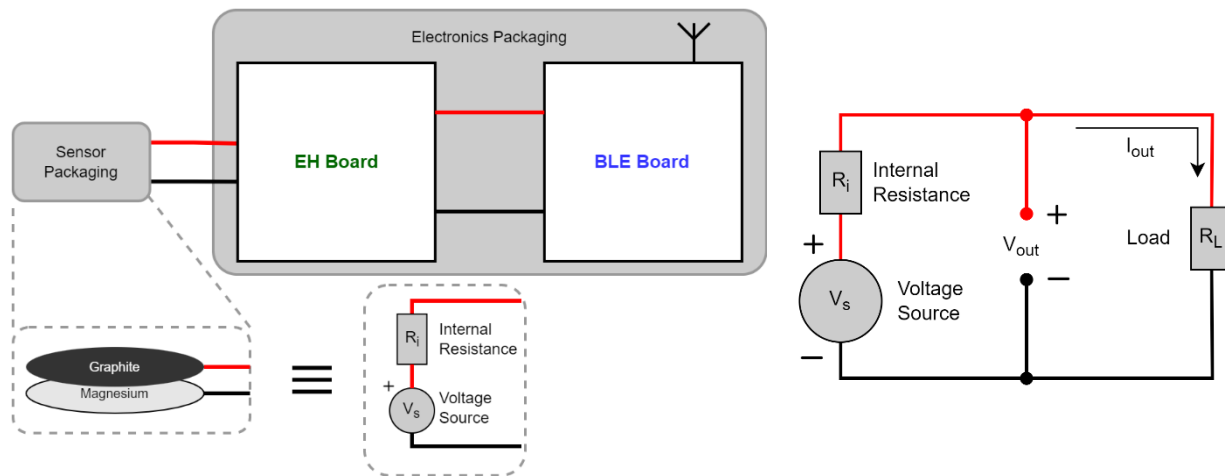 Electronics Packaging
EH Board
BLE Board
Sensor
Packaging
Graphite
Magnesium
Ri
Internal
Resistance
+
Vs
Voltage
Source
Iout
Ri
Internal
Resistance
+
Vout
−
Load
RL
+
Vs
−
Voltage
Source